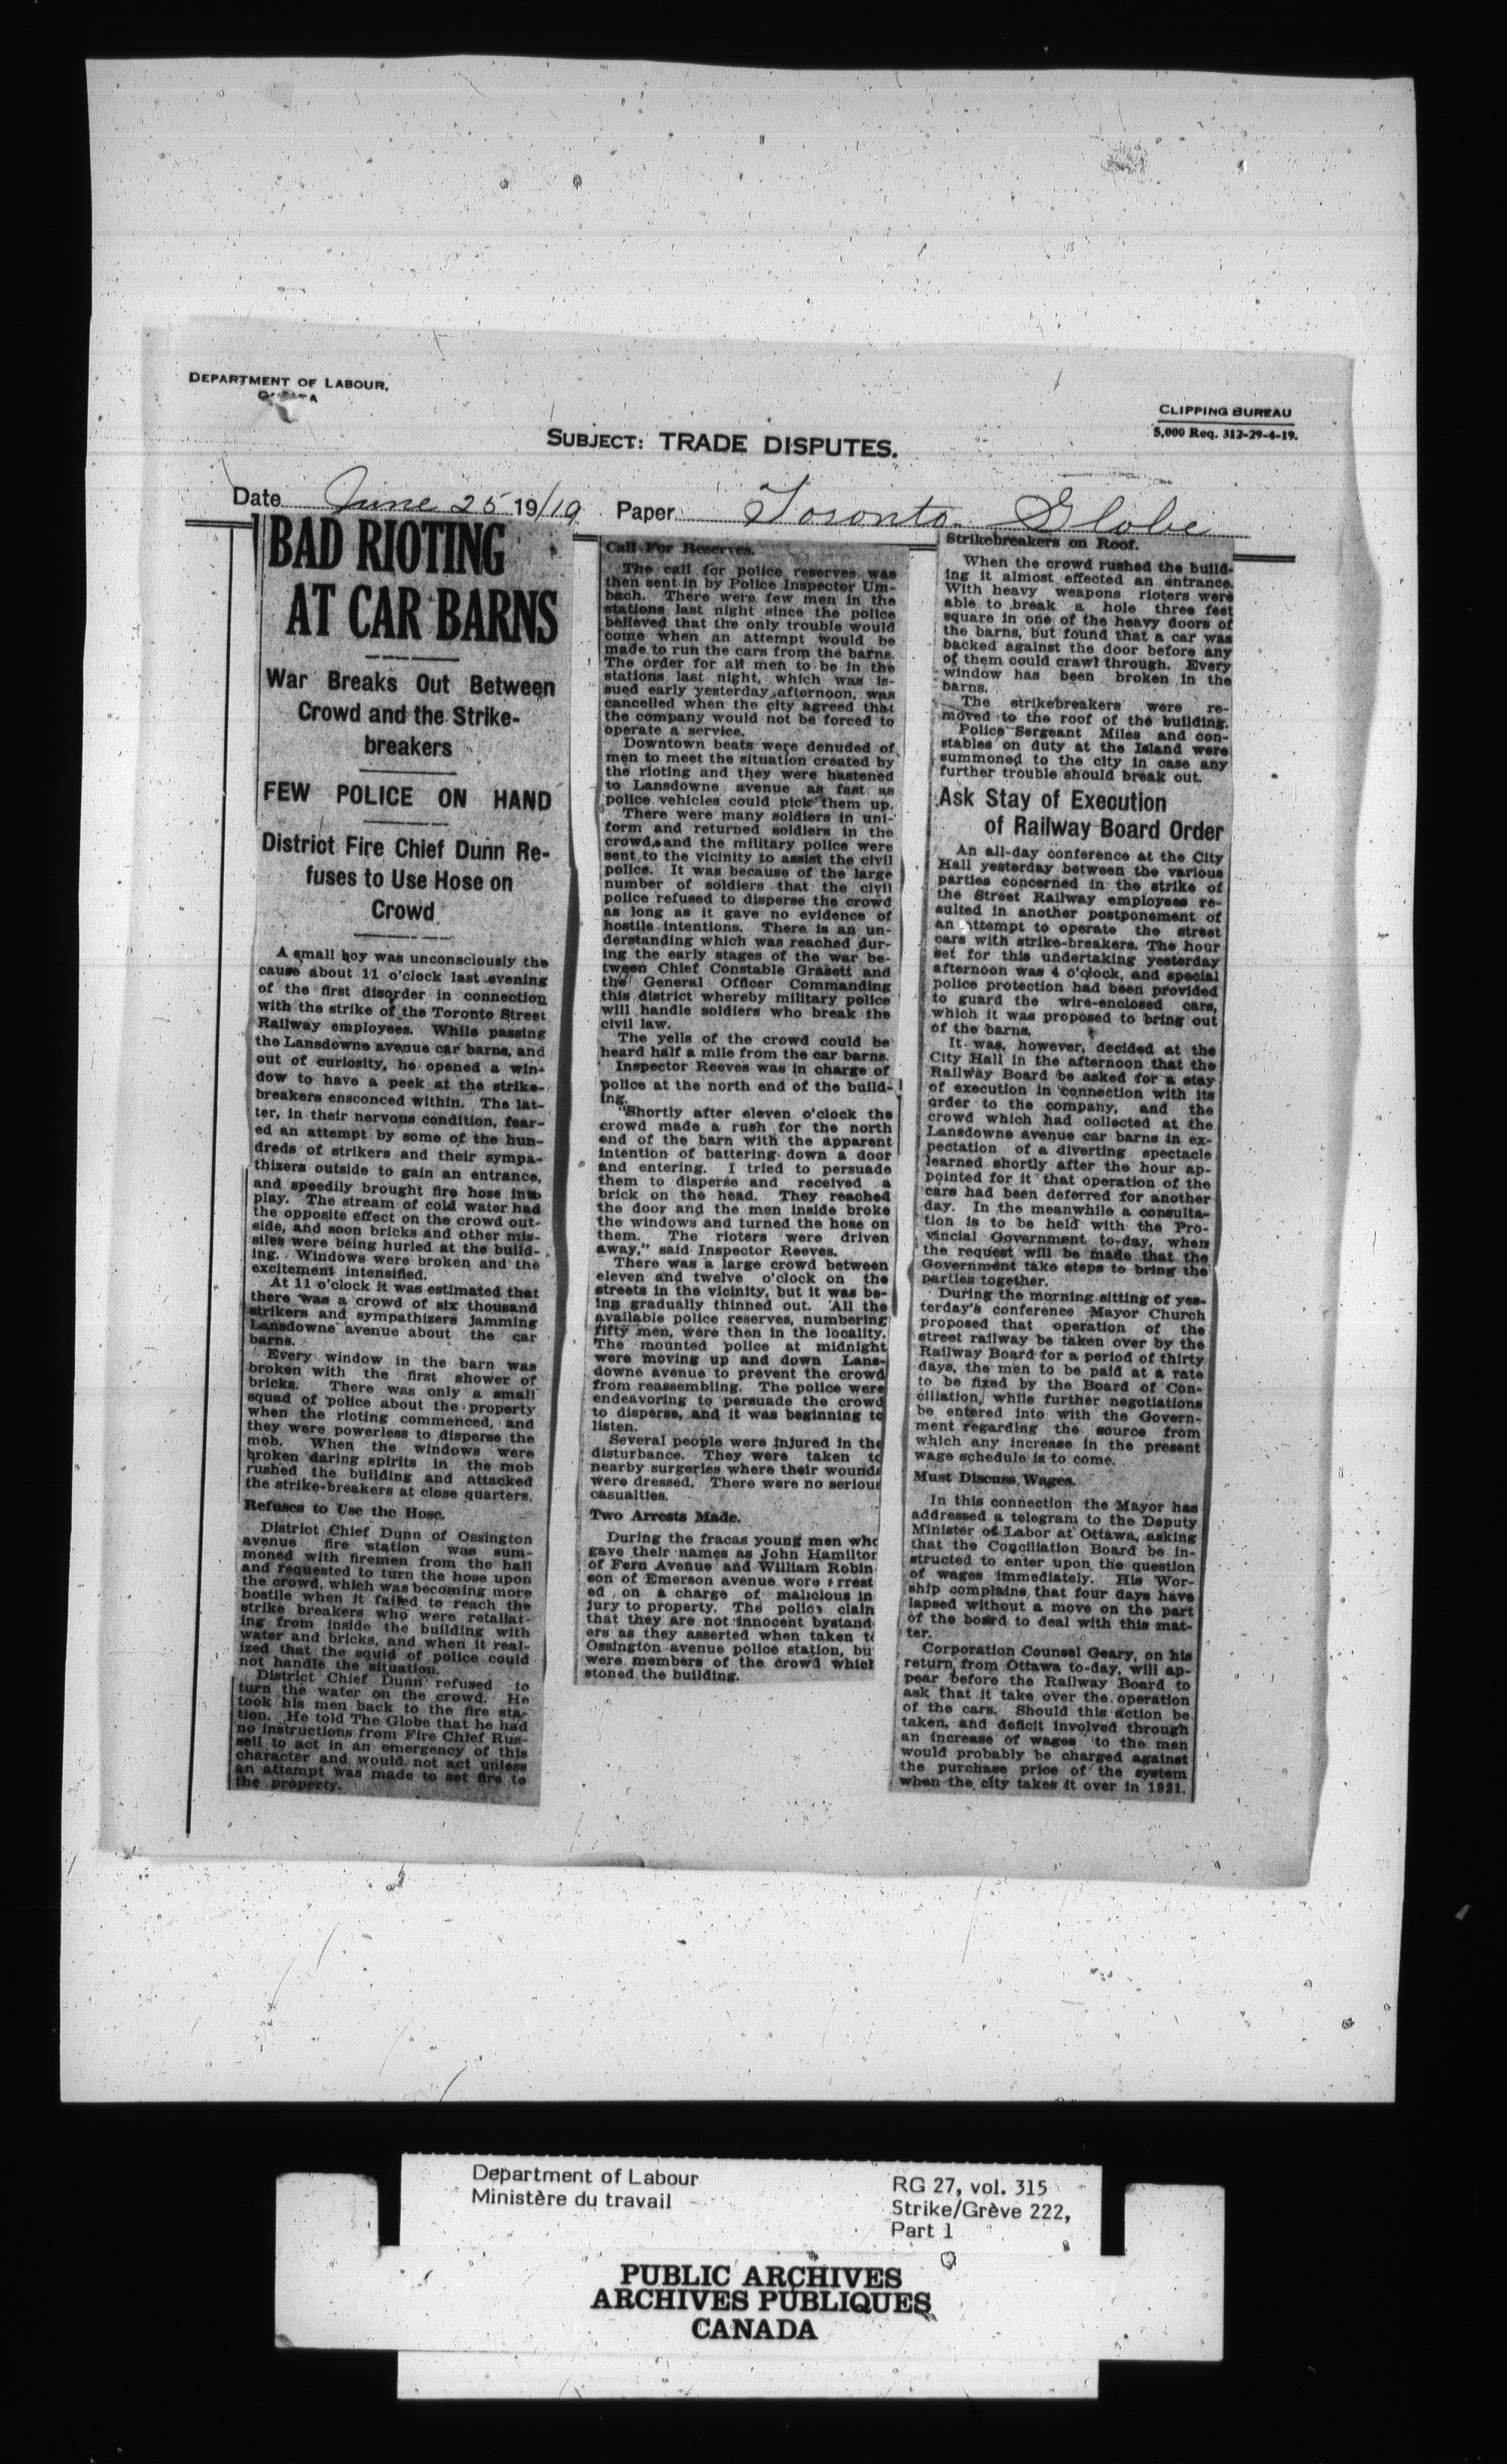 DEPARTMENT OF LABOUR,
CLIPPING BUREAU
5,000 Req. 312-29-4-19.
SUBJECT: TRADE DISPUTES.
Date June 25 19/19 Paper Toronto Globe
BAD RIOTING
AT CAR BARNS
War Breaks Out Between
Crowd and the Strike-
breakers
FEW POLICE ON HAND
District Fire Chief Dunn Re-
fuses to Use Hose on
Crowd
A small boy was unconsciously the
cause about 11 o'clock last evening
of the first disorder in connection
with the strike of the Toronto Street
Railway employees. While passing
the Lansdowne avenue car barns, and
out of curiosity, he opened a win-
dow to have a peek at the strike-
breakers ensconced within. The lat-
ter, in their nervous condition, fear-
ed an attempt by some of the hun-
dreds of strikers and their sympa-
thizers outside to gain an entrance,
and speedily brought fire hose into
play. The stream of cold water had
the opposite effect on the crowd out-
side, and soon bricks and other mis-
siles were being hurled at the build-
ing. Windows were broken and the
excitement intensified.
At 11 o'clock it was estimated that
there was a crowd of six thousand
strikers and sympathizers jamming
Lansdowne avenue about the car
barns.
Every window in the barn was
broken with the first shower of
bricks. There was only a small
squad of police about the property
when the rioting commenced, and
they were powerless to disperse the
mob. When the windows were
broken daring spirits in the mob
rushed the building and attacked
the strike-breakers at close quarters.
Refuses to Use the Hose.
District Chief Dunn of Ossington
avenue fire station was sum-
moned with firemen from the hall
and requested to turn the hose upon
the crowd, which was becoming more
hostile when it failed to reach the
strike breakers who were retaliat-
ing from inside the building with
water and bricks, and when it real-
ized that the squid of police could
not handle the situation.
District Chief Dunn refused to
turn the water on the crowd. He
took his men back to the fire sta-
tion. He told The Globe that he had
no instructions from Fire Chief Rus-
sell to act in an emergency of this
character and would not act unless
an attempt was made to set fire to
the property.
Call For Reserves.
The call for police reserves was
then sent in by Police Inspector Um-
bach. There were few men in the
stations last night since the police
believed that the only trouble would
come when an attempt would be
made to run the cars from the barns.
The order for all men to be in the
stations last night, which was is-
sued early yesterday afternoon, was
cancelled when the city agreed that
the company would not be forced to
operate a service.
Downtown beats were denuded of
men to meet the situation created by
the rioting and they were hastened
to Lansdowne avenue as fast as
police vehicles could pick them up.
There were many soldiers in uni-
form and returned soldiers in the
crowd, and the military police were
sent to the vicinity to assist the civil
police. It was because of the large
number of soldiers that the civil
police refused to disperse the crowd
as long as it gave no evidence of
hostile intentions. There is an un-
derstanding which was reached dur-
ing the early stages of the war be-
tween Chief Constable Grasett and
the General Officer Commanding
this district whereby military police
will handle soldiers who break the
civil law.
The yells of the crowd could be
heard half a mile from the car barns.
Inspector Reeves was in charge of
police at the north end of the build-
ing.
"Shortly after eleven o'clock the
crowd made a rush for the north
end of the barn with the apparent
intention of battering down a door
and entering. I tried to persuade
them to disperse and received a
brick on the head. They reached
the door and the men inside broke
the windows and turned the hose on
them. The rioters were driven
away," said Inspector Reeves.
There was a large crowd between
eleven and twelve o'clock on the
streets in the vicinity, but it was be-
ing gradually thinned out. All the
available police reserves, numbering
fifty men, were then in the locality.
The mounted police at midnight
were moving up and down Lans-
downe avenue to prevent the crowd
from reassembling. The police were
endeavoring to persuade the crowd
to disperse, and it was beginning to
listen.
Several people were injured in the
disturbance. They were taken to
nearby surgeries where their wounds
were dressed. There were no serious
casualties.
Two Arrests Made.
During the fracas young men who
gave their names as John Hamilton
of Fern Avenue and William Robin
son of Emerson avenue wore arrest
ed on a charge of malicious in
jury to property. The police claim
that they are not innocent bystand
ers as they asserted when taken to
Ossington avenue police station, bu
were members of the crowd which
stoned the building.
Strikebreakers on Roof.
When the crowd rushed the build-
ing it almost effected an entrance.
With heavy weapons rioters were
able to break a hole three feet
square in one of the heavy doors of
the barns, but found that a car was
backed against the door before any
of them could crawl through. Every
window has been broken in the
barns.
The strikebreakers were re-
moved to the roof of the building.
Police Sergeant Miles and con-
stables on duty at the Island were
summoned to the city in case any
further trouble should break out.
Ask Stay of Execution
of Railway Board Order
An all-day conference at the City
Hall yesterday between the various
parties concerned in the strike of
the Street Railway employees re-
sulted in another postponement of
an attempt to operate the street
cars with strike-breakers. The hour
set for this undertaking yesterday
afternoon was 4 o'clock, and special
police protection had been provided
to guard the wire-enclosed cars,
which it was proposed to bring out
of the barns.
It was, however, decided at the
City Hall in the afternoon that the
Railway Board be asked for a stay
of execution in connection with its
order to the company, and the
crowd which had collected at the
Lansdowne avenue car barns in ex-
pectation of a diverting spectacle
learned shortly after the hour ap-
pointed for it that operation of the
cars had been deferred for another
day. In the meanwhile a consulta-
tion is to be held with the Pro-
vincial Government to-day, when
the request will be made that the
Government take steps to bring the
parties together.
During the morning sitting of yes-
terday's conference Mayor Church
proposed that operation of the
street railway be taken over by the
Railway Board for a period of thirty
days, the men to be paid at a rate
to be fixed by the Board of Con-
ciliation, while further negotiations
be entered into with the Govern-
ment regarding the source from
which any increase in the present
wage schedule is to come.
Must Discuss Wages.
In this connection the Mayor has
addressed a telegram to the Deputy
Minister of Labor at Ottawa, asking
that the Conciliation Board be in-
structed to enter upon the question
of wages immediately. His Wor-
ship complains that four days have
lapsed without a move on the part
of the board to deal with this mat-
ter.
Corporation Counsel Geary, on his
return from Ottawa to-day, will ap-
pear before the Railway Board to
ask that it take over the operation
of the cars. Should this action be
taken, and deficit involved through
an increase of wages to the men
would probably be charged against
the purchase price of the system
when the city takes it over in 1921.
Department of Labour
Ministère du travail
RG 27, vol. 315
Strike/Grève 222,
Part 1
PUBLIC ARCHIVES
ARCHIVES PUBLIQUES
CANADA